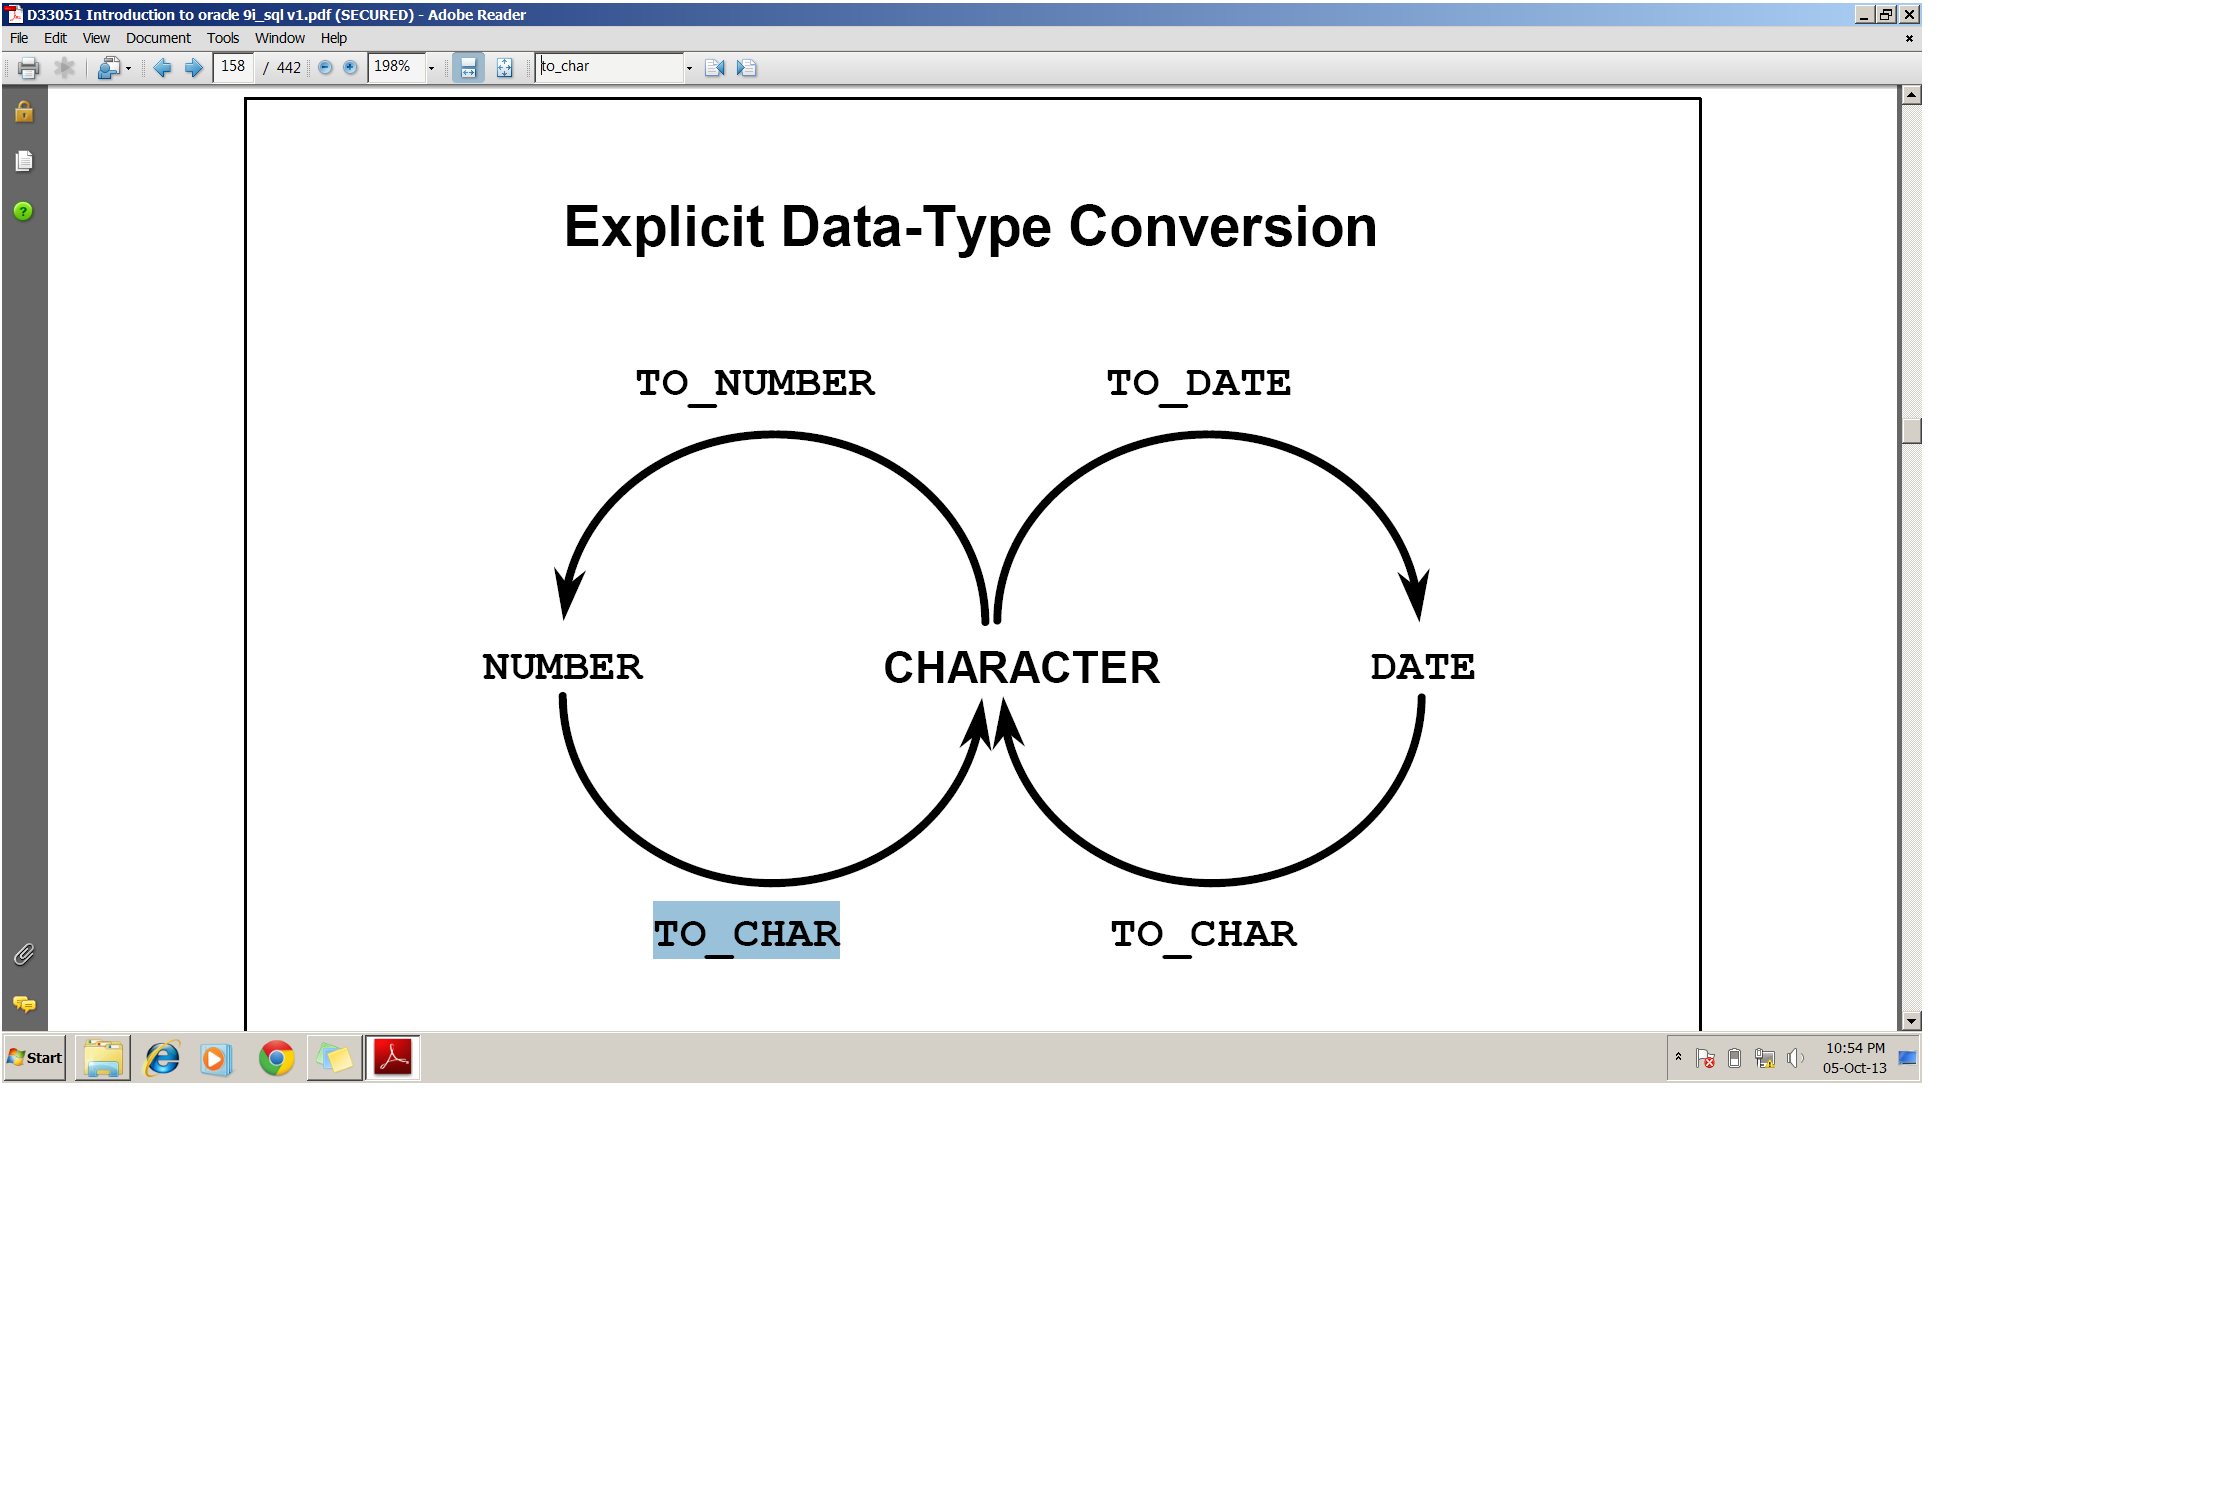 D33051 Introduction to oracle 9i_sql v1.pdf (SECURED) - Adobe Reader
File Edit View Document Tools Window Help
158 / 442 198% to_char
Explicit Data-Type Conversion
TO_NUMBER TO_DATE
NUMBER CHARACTER DATE
TO_CHAR TO_CHAR
Start
10:54 PM
05-Oct-13